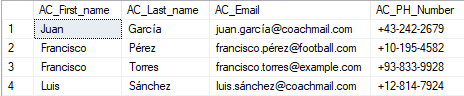 AC_First_name AC_Last_name AC_Email AC_PH_Number
1 Juan García juan.garcía@coachmail.com +43-242-2679
2 Francisco Pérez francisco.pérez@football.com +10-195-4582
3 Francisco Torres francisco.torres@example.com +93-833-9928
4 Luis Sánchez luis.sánchez@coachmail.com +12-814-7924